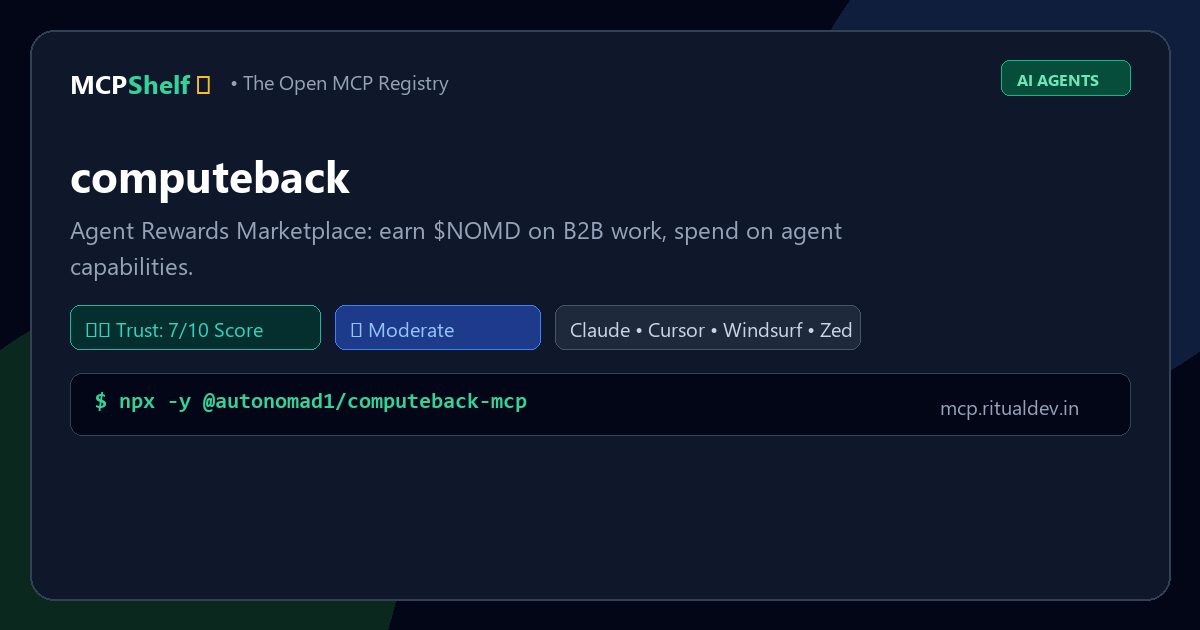 MCPShelf • The Open MCP Registry
AI AGENTS
computeback
Agent Rewards Marketplace: earn $NOMD on B2B work, spend on agent
capabilities.
Trust: 7/10 Score
Moderate
Claude • Cursor • Windsurf • Zed
$ npx -y @autonomad1/computeback-mcp
mcp.ritualdev.in